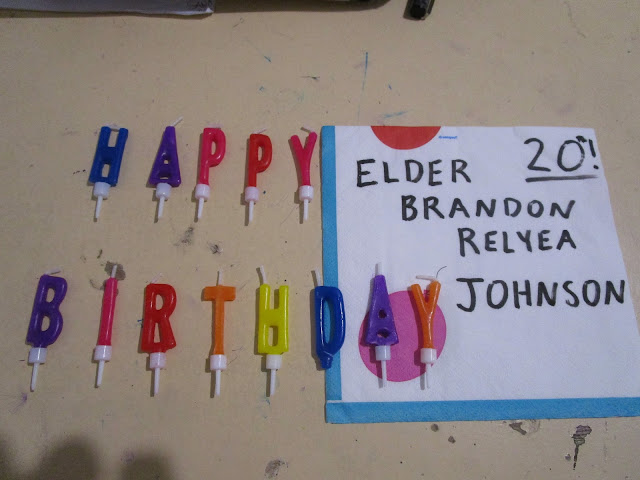 HAPPY
BIRTHDAY
20!
ELDER
BRANDON
RELYEA
JOHNSON